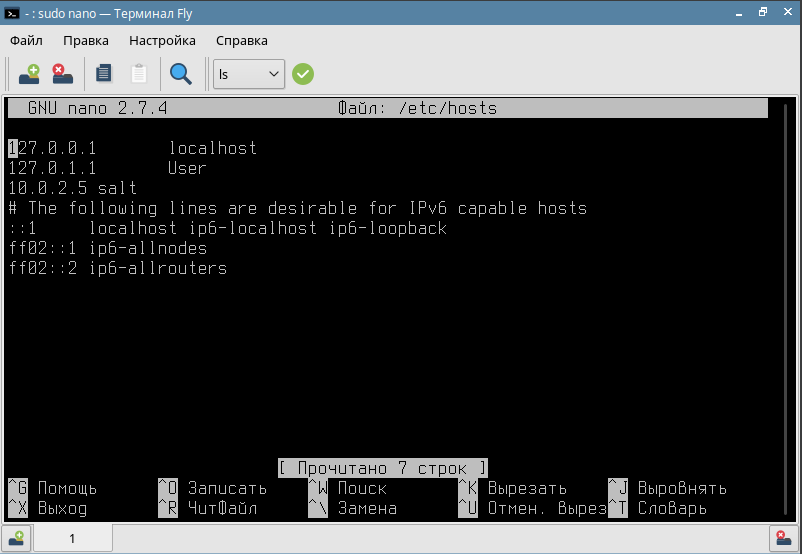 - : sudo nano — Терминал Fly
Файл Правка Настройка Справка
ls
GNU nano 2.7.4 Файл: /etc/hosts
127.0.0.1 localhost
127.0.1.1 User
10.0.2.5 salt
# The following lines are desirable for IPv6 capable hosts
::1 localhost ip6-localhost ip6-loopback
ff02::1 ip6-allnodes
ff02::2 ip6-allrouters
[ Прочитано 7 строк ]
^G Помощь ^O Записать ^W Поиск ^K Вырезать ^J Выровнять
^X Выход ^R ЧитФайл ^\ Замена ^U Отмен. Вырез ^T Словарь
1